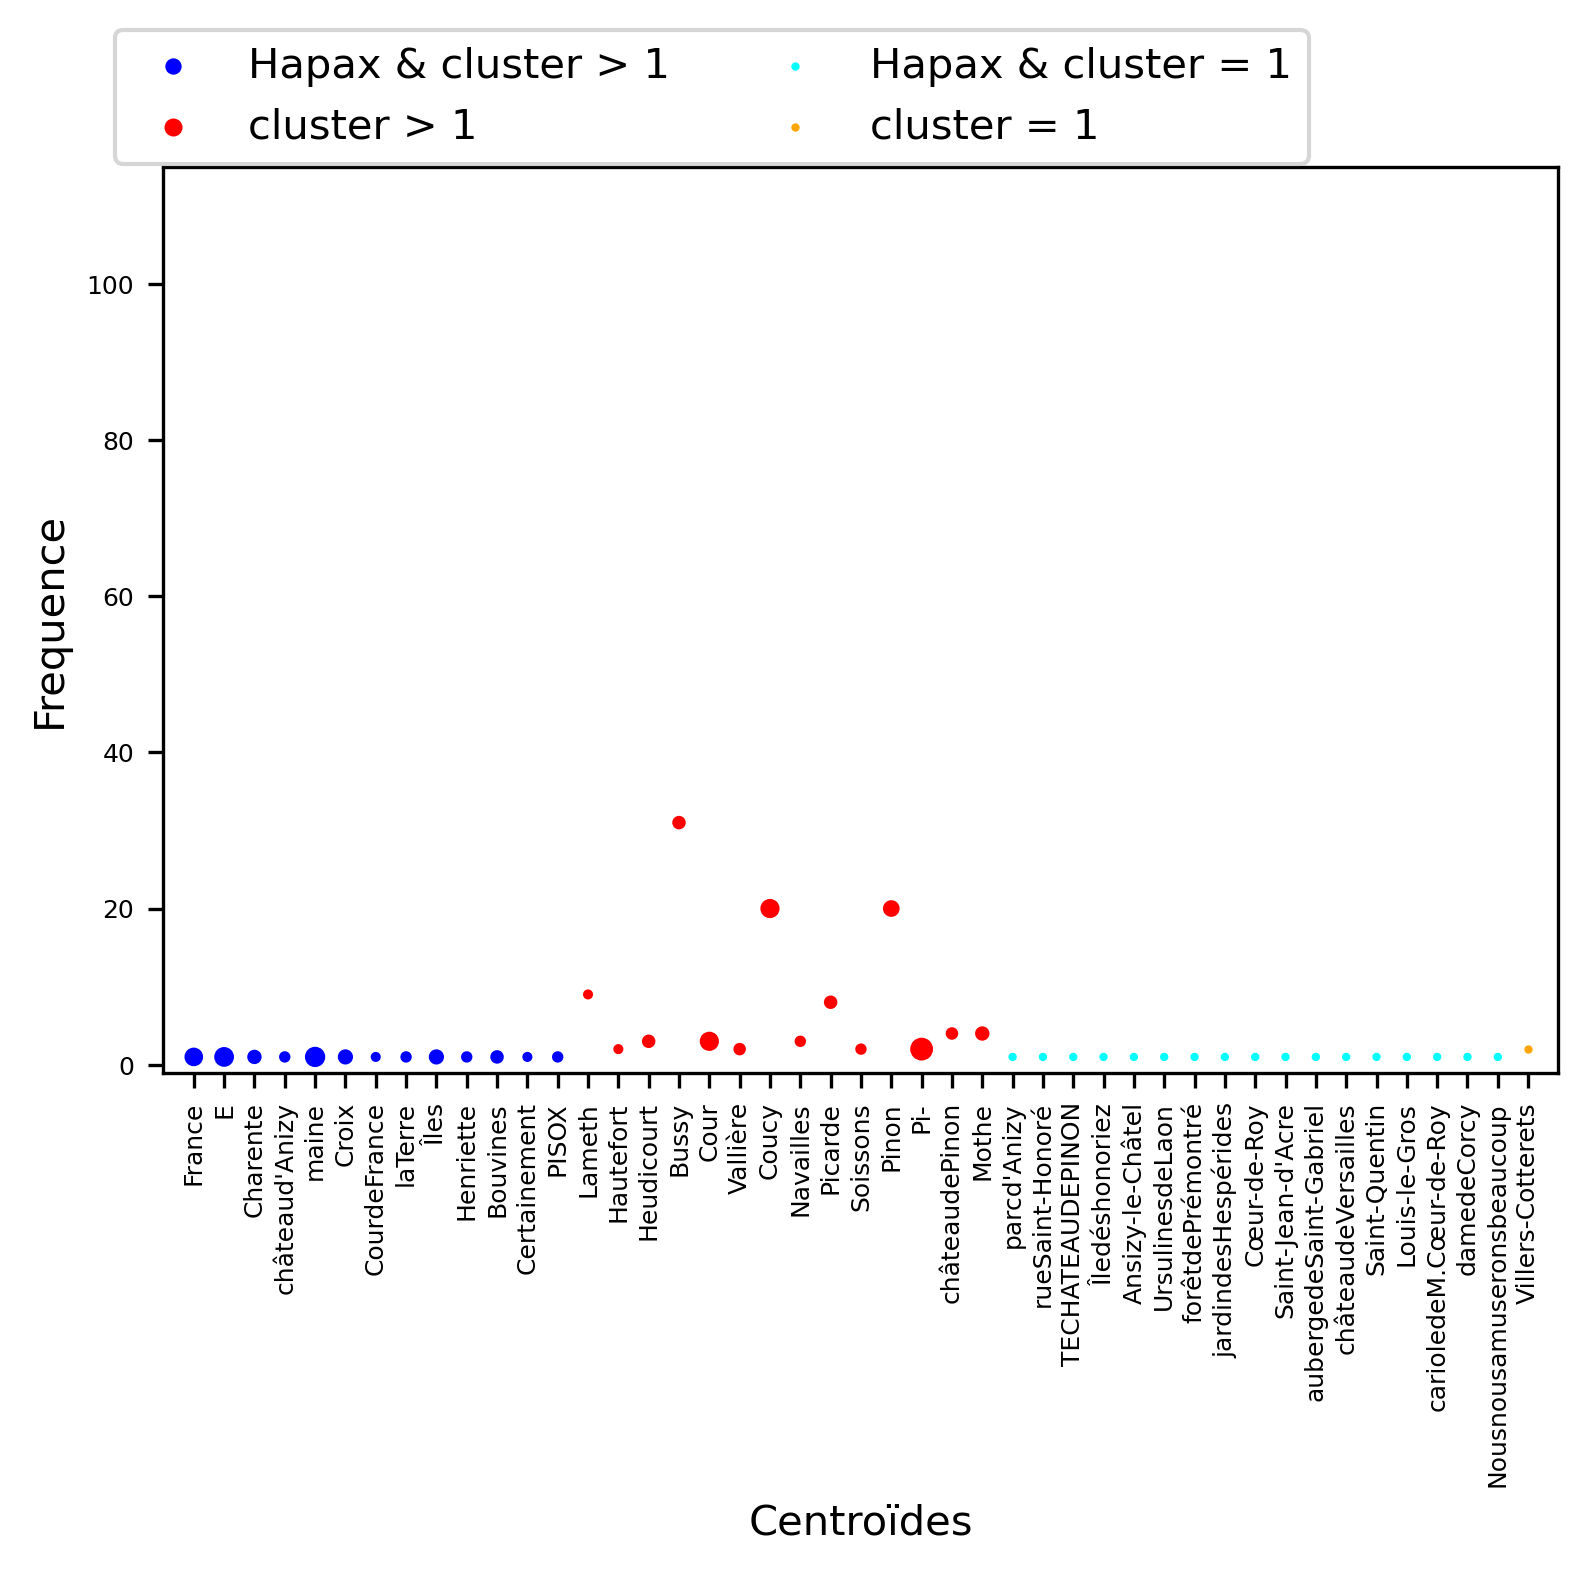 Hapax & cluster > 1
cluster > 1
Hapax & cluster = 1
cluster = 1
Frequence
100
80
60
40
20
0
France
E
Charente
châteaud'Anizy
maine
Croix
CourdeFrance
laTerre
Îles
Henriette
Bouvines
Certainement
PISOX
Lameth
Hautefort
Heudicourt
Bussy
Cour
Vallière
Coucy
Navailles
Picarde
Soissons
Pinon
Pi-
châteaudePinon
Mothe
parcd'Anizy
rueSaint-Honoré
TECHATEAUDEPINON
Îledéshonoriez
Ansizy-le-Châtel
UrsulinesdeLaon
forêtdePrémontré
jardindesHespérides
Cœur-de-Roy
Saint-Jean-d'Acre
aubergedeSaint-Gabriel
châteaudeVersailles
Saint-Quentin
Louis-le-Gros
carioledeM.Cœur-de-Roy
damedeCorcy
Nousnousamuseronsbeaucoup
Villers-Cotterets
Centroïdes